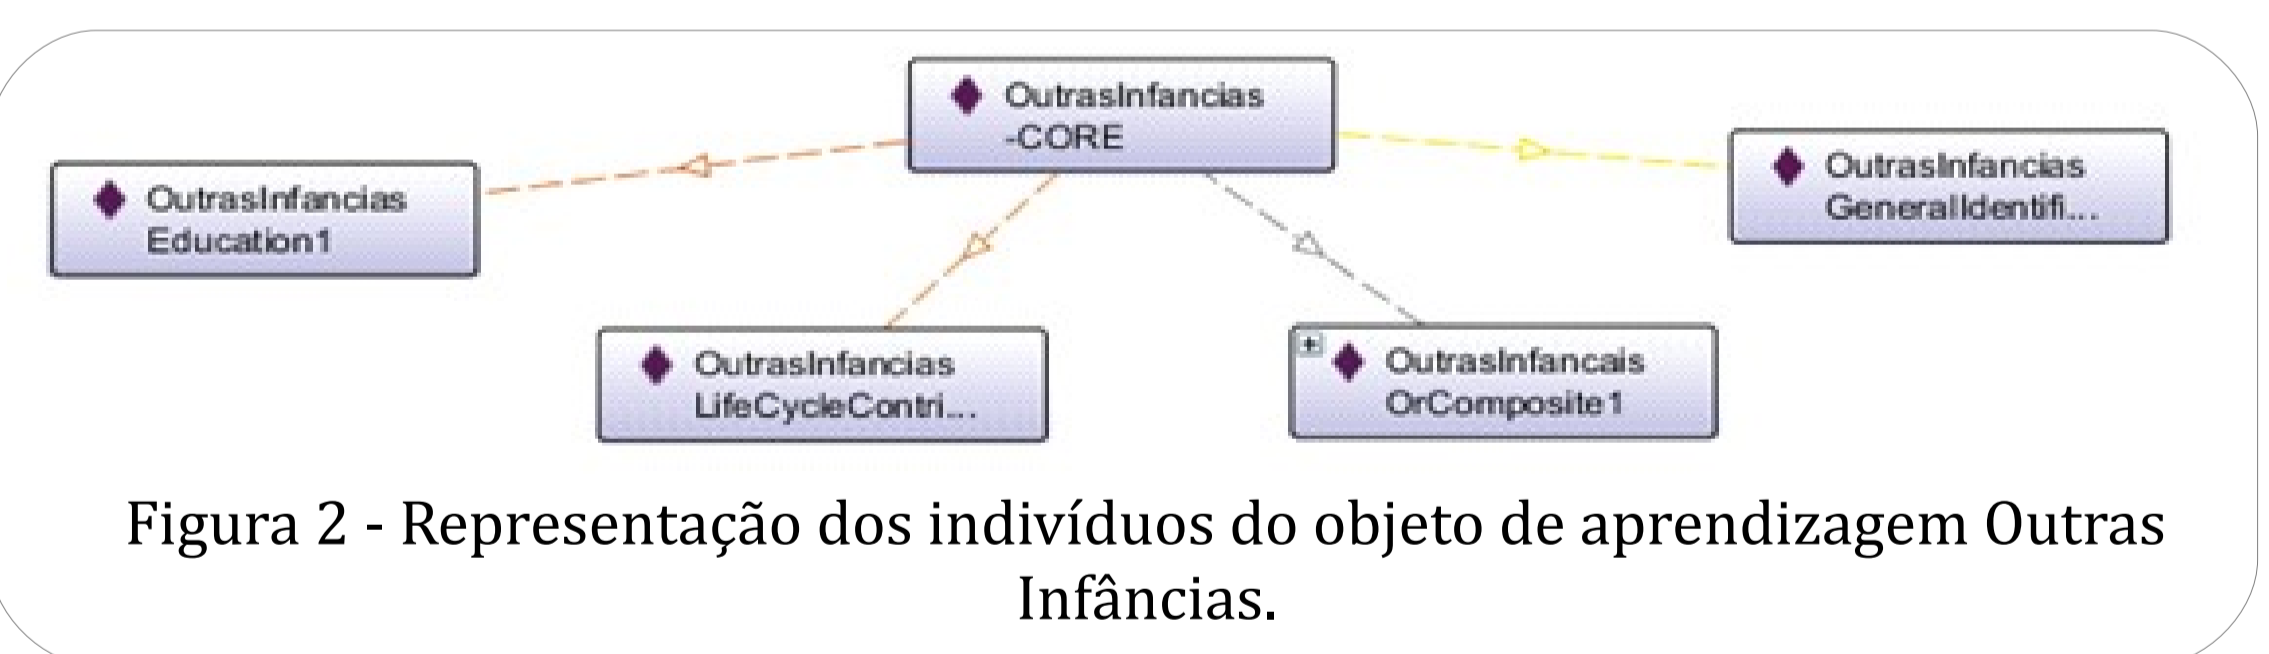 OutrasInfancias
-CORE
OutrasInfancias
GeneralIdentifi...
OutrasInfancias
Education1
OutrasInfancias
LifeCycleContri...
OutrasInfancais
OrComposite1
Figura 2 - Representação dos indivíduos do objeto de aprendizagem Outras
Infâncias.